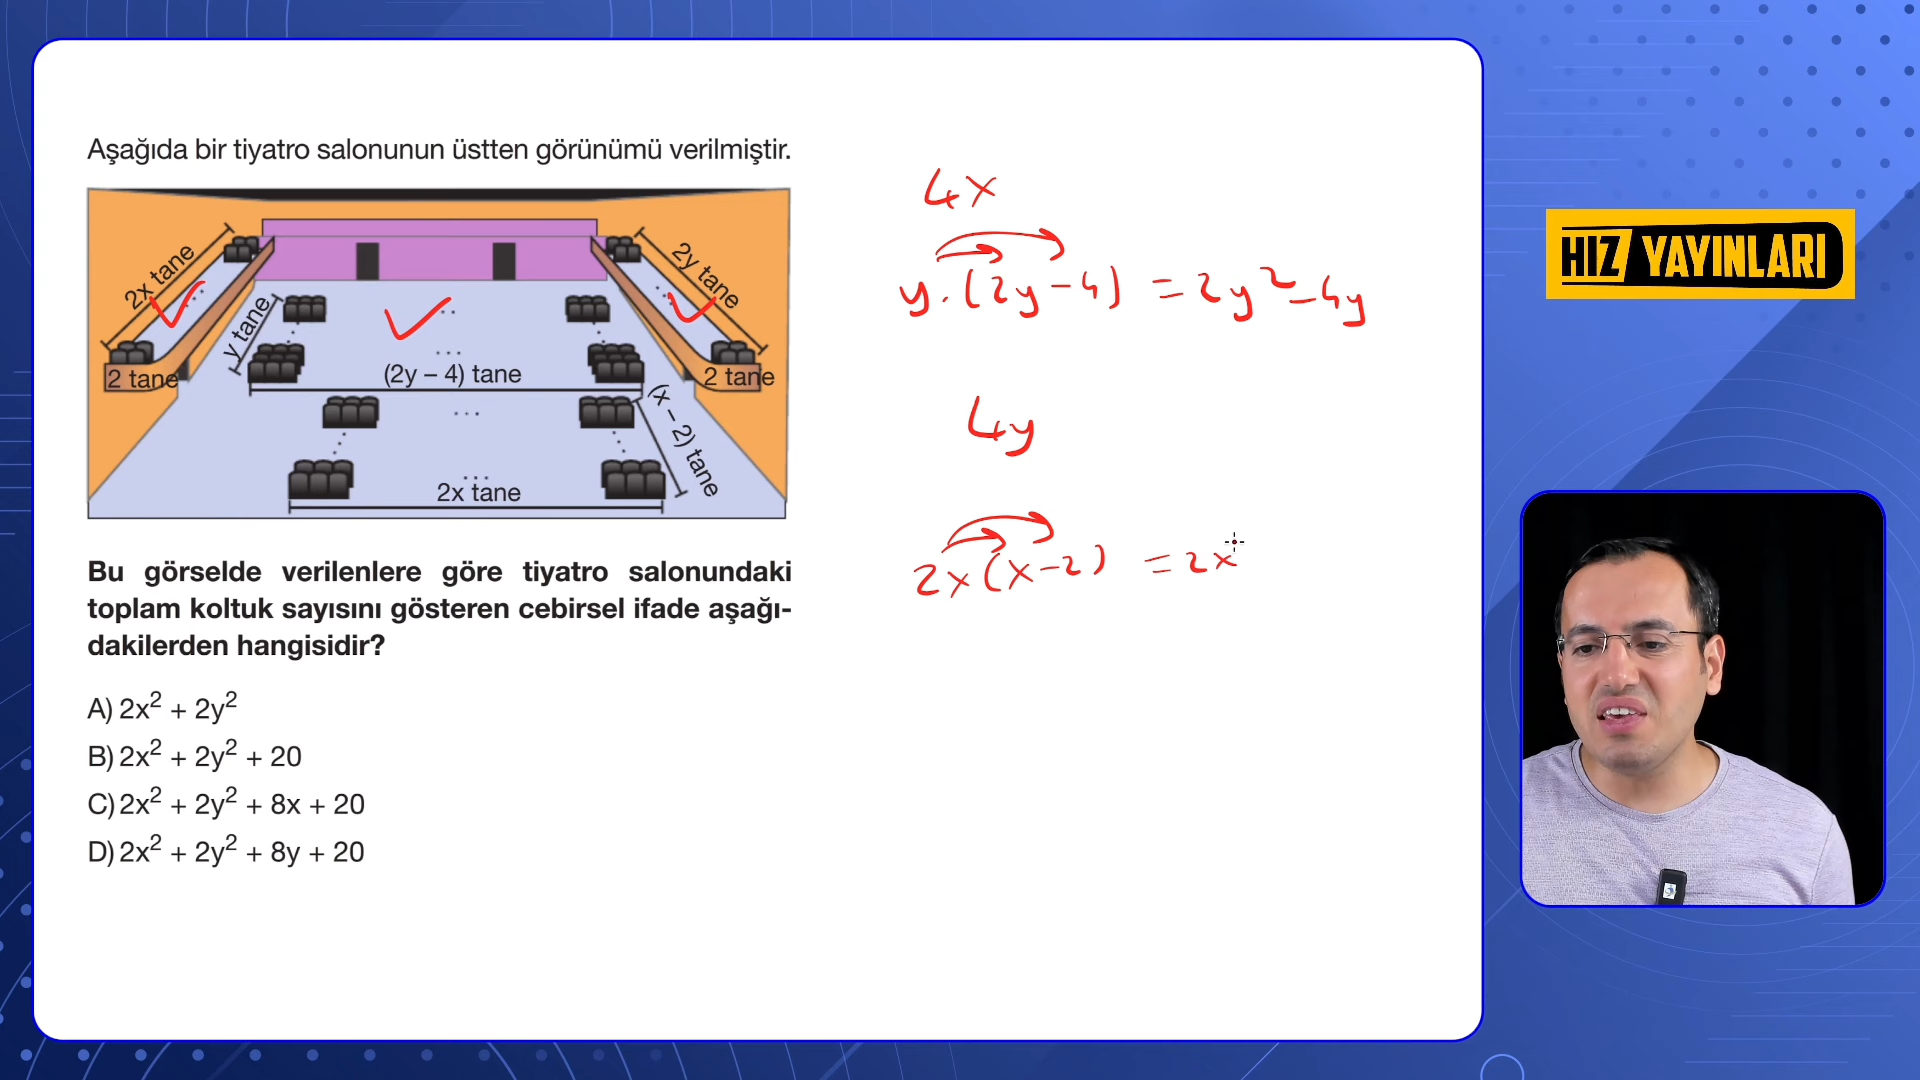 Aşağıda bir tiyatro salonunun üstten görünümü verilmiştir.
2x tane
2y tane
y tane
2 tane
(2y – 4) tane
2 tane
(x – 2) tane
2x tane
Bu görselde verilenlere göre tiyatro salonundaki
toplam koltuk sayısını gösteren cebirsel ifade aşağı-
dakilerden hangisidir?
A) 2x² + 2y²
B) 2x² + 2y² + 20
C) 2x² + 2y² + 8x + 20
D) 2x² + 2y² + 8y + 20
4x
y.(2y-4) = 2y²-4y
4y
2x(x-2) = 2x
HIZ YAYINLARI